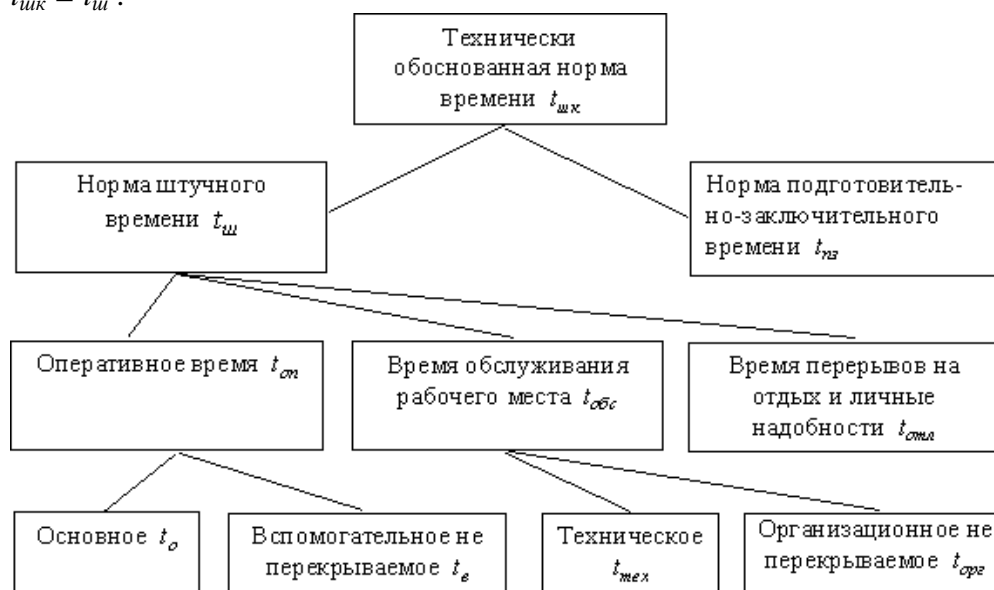 t_шк = t_ш .
Технически
обоснованная норма
времени t_шк
Норма штучного
времени t_ш
Норма подготовитель-
но-заключительного
времени t_пз
Оперативное время t_оп
Время обслуживания
рабочего места t_обс
Время перерывов на
отдых и личные
надобности t_отл
Основное t_о
Вспомогательное не
перекрываемое t_в
Техническое
t_тех
Организационное не
перекрываемое t_орг